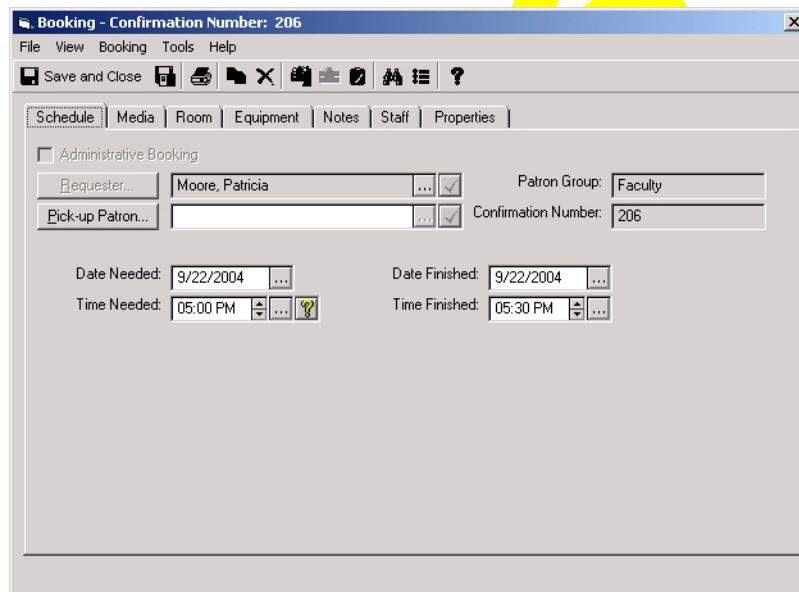 Booking - Confirmation Number: 206
File View Booking Tools Help
Save and Close
Schedule Media Room Equipment Notes Staff Properties
Administrative Booking
Requester... Moore, Patricia ... Patron Group: Faculty
Pick-up Patron... ... Confirmation Number: 206
Date Needed: 9/22/2004 ... Date Finished: 9/22/2004 ...
Time Needed: 05:00 PM ... Time Finished: 05:30 PM ...